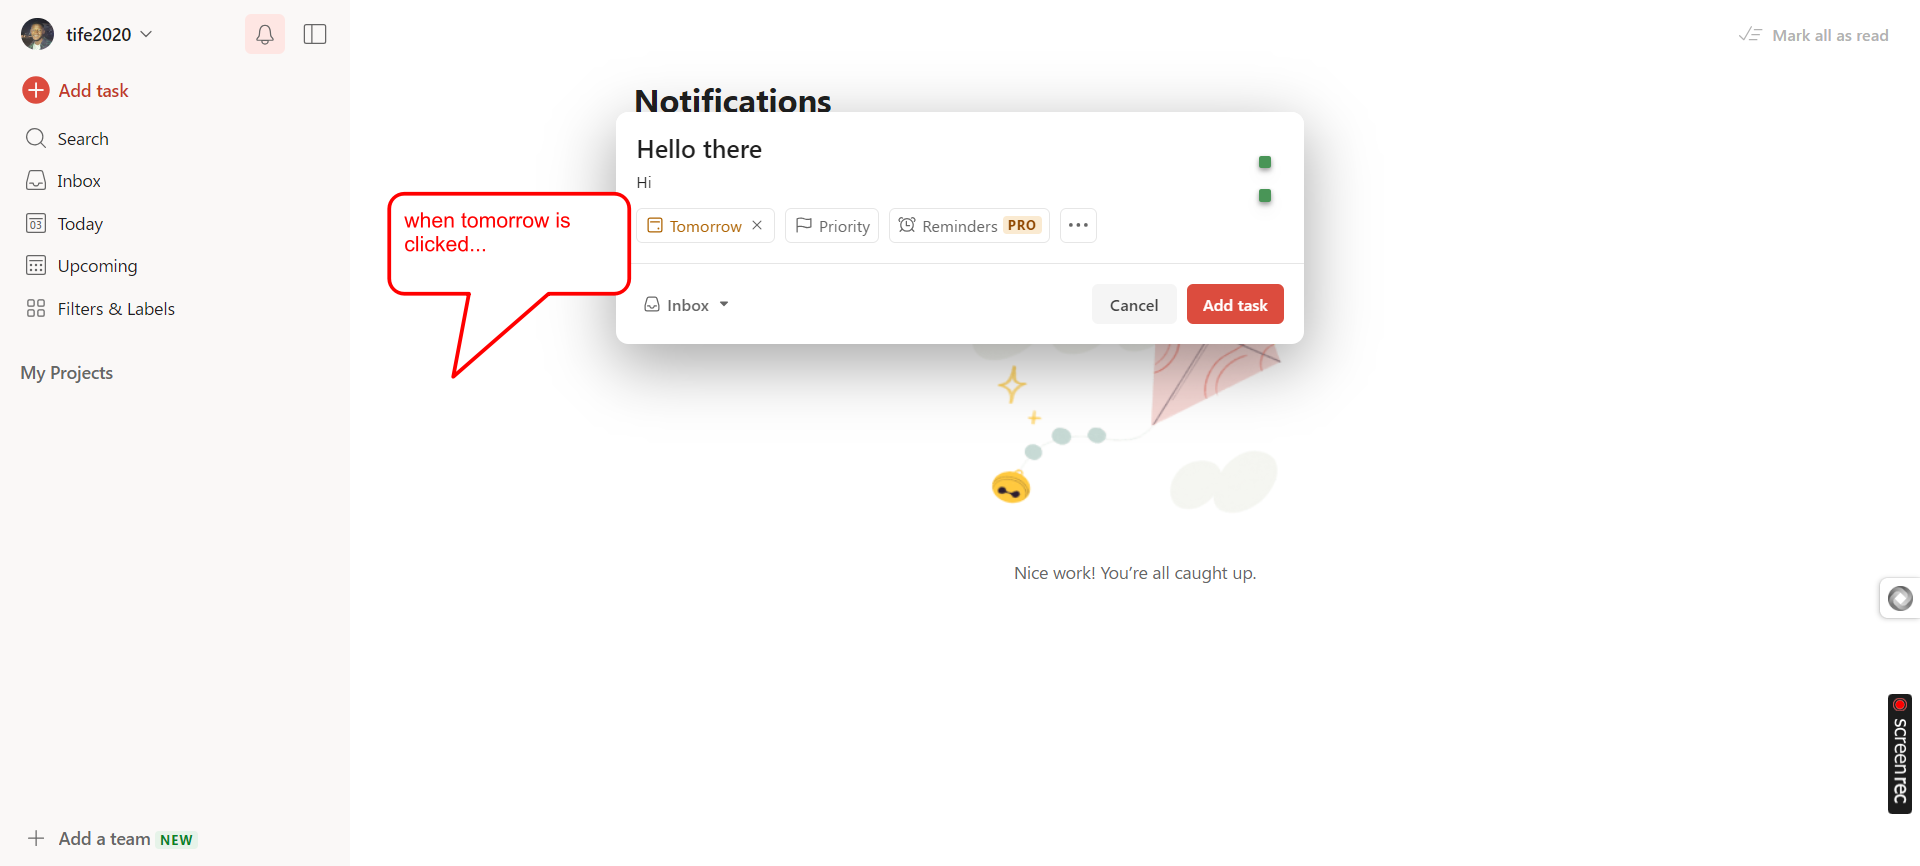 tife2020
Mark all as read
Add task
Search
Inbox
03
Today
Upcoming
Filters & Labels
My Projects
Add a team NEW
Notifications
Hello there
Hi
when tomorrow is
clicked...
Tomorrow
Priority
Reminders PRO
Inbox
Cancel
Add task
Nice work! You're all caught up.
screenrec